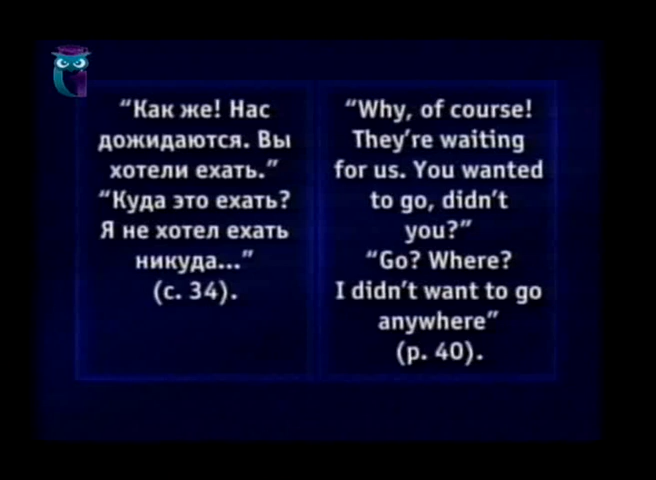 “Как же! Нас
дожидаются. Вы
хотели ехать.”
“Куда это ехать?
Я не хотел ехать
никуда...”
(с. 34).
“Why, of course!
They’re waiting
for us. You wanted
to go, didn’t
you?”
“Go? Where?
I didn’t want to go
anywhere”
(p. 40).